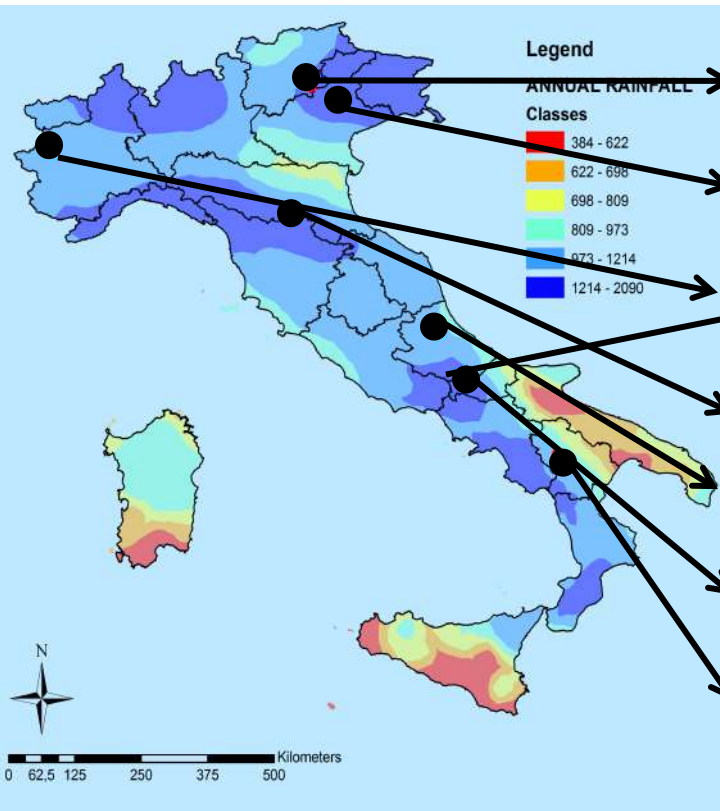 Legend
ANNUAL RAINFALL
Classes
384 - 622
622 - 698
698 - 809
809 - 973
973 - 1214
1214 - 2090
N
Kilometers
0 62,5 125 250 375 500